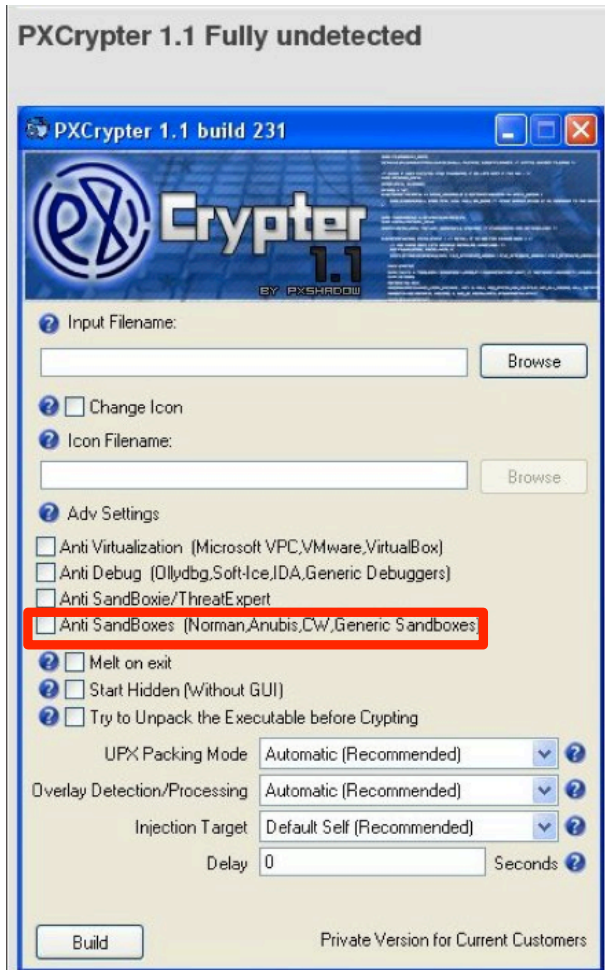 PXCrypter 1.1 Fully undetected
PXCrypter 1.1 build 231
PX Crypter
1.1
BY PXSHADOW
Input Filename:
Browse
Change Icon
Icon Filename:
Browse
Adv Settings
Anti Virtualization (Microsoft VPC,VMware,VirtualBox)
Anti Debug (Ollydbg,Soft-Ice,IDA,Generic Debuggers)
Anti SandBoxie/ThreatExpert
Anti SandBoxes (Norman,Anubis,CW,Generic Sandboxes)
Melt on exit
Start Hidden (Without GUI)
Try to Unpack the Executable before Crypting
UPX Packing Mode Automatic (Recommended)
Overlay Detection/Processing Automatic (Recommended)
Injection Target Default Self (Recommended)
Delay 0 Seconds
Build Private Version for Current Customers